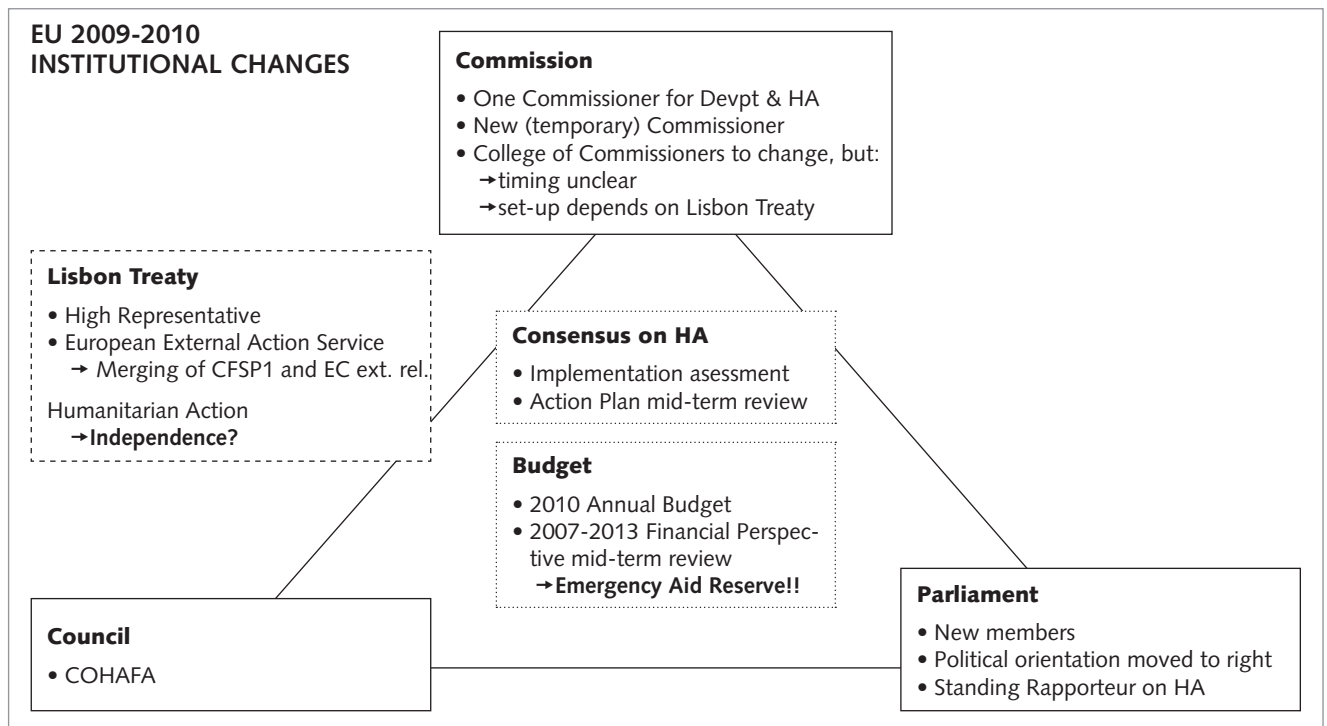 EU 2009-2010
INSTITUTIONAL CHANGES
Commission
• One Commissioner for Devpt & HA
• New (temporary) Commissioner
• College of Commissioners to change, but:
→timing unclear
→set-up depends on Lisbon Treaty
Lisbon Treaty
• High Representative
• European External Action Service
→ Merging of CFSP1 and EC ext. rel.
Humanitarian Action
→Independence?
Consensus on HA
• Implementation asessment
• Action Plan mid-term review
Budget
• 2010 Annual Budget
• 2007-2013 Financial Perspec-
tive mid-term review
→Emergency Aid Reserve!!
Council
• COHAFA
Parliament
• New members
• Political orientation moved to right
• Standing Rapporteur on HA